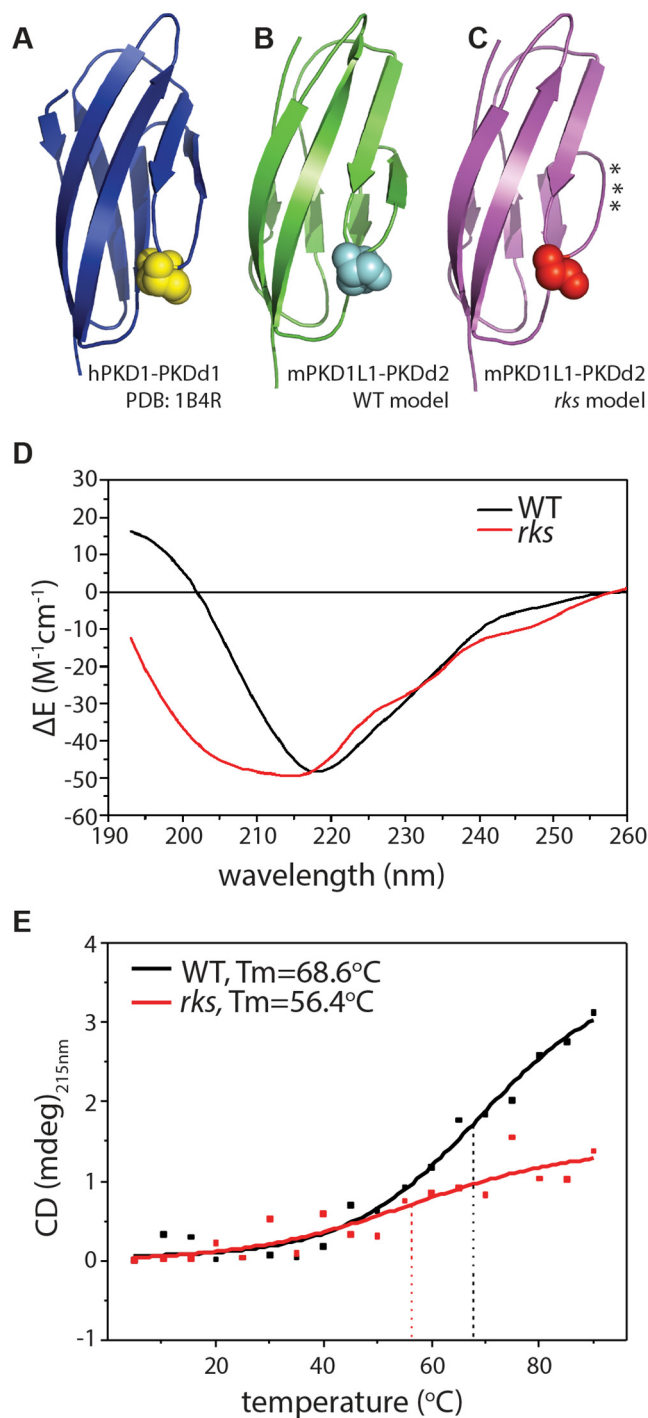 A
B
C
***
hPKD1-PKDd1
PDB: 1B4R
mPKD1L1-PKDd2
WT model
mPKD1L1-PKDd2
rks model
D
30
20
10
0
-10
-20
-30
-40
-50
-60
ΔE (M⁻¹cm⁻¹)
WT
rks
190 200 210 220 230 240 250 260
wavelength (nm)
E
4
3
2
1
0
-1
CD (mdeg)₂₁₅ₙₘ
WT, Tm=68.6°C
rks, Tm=56.4°C
20 40 60 80
temperature (°C)